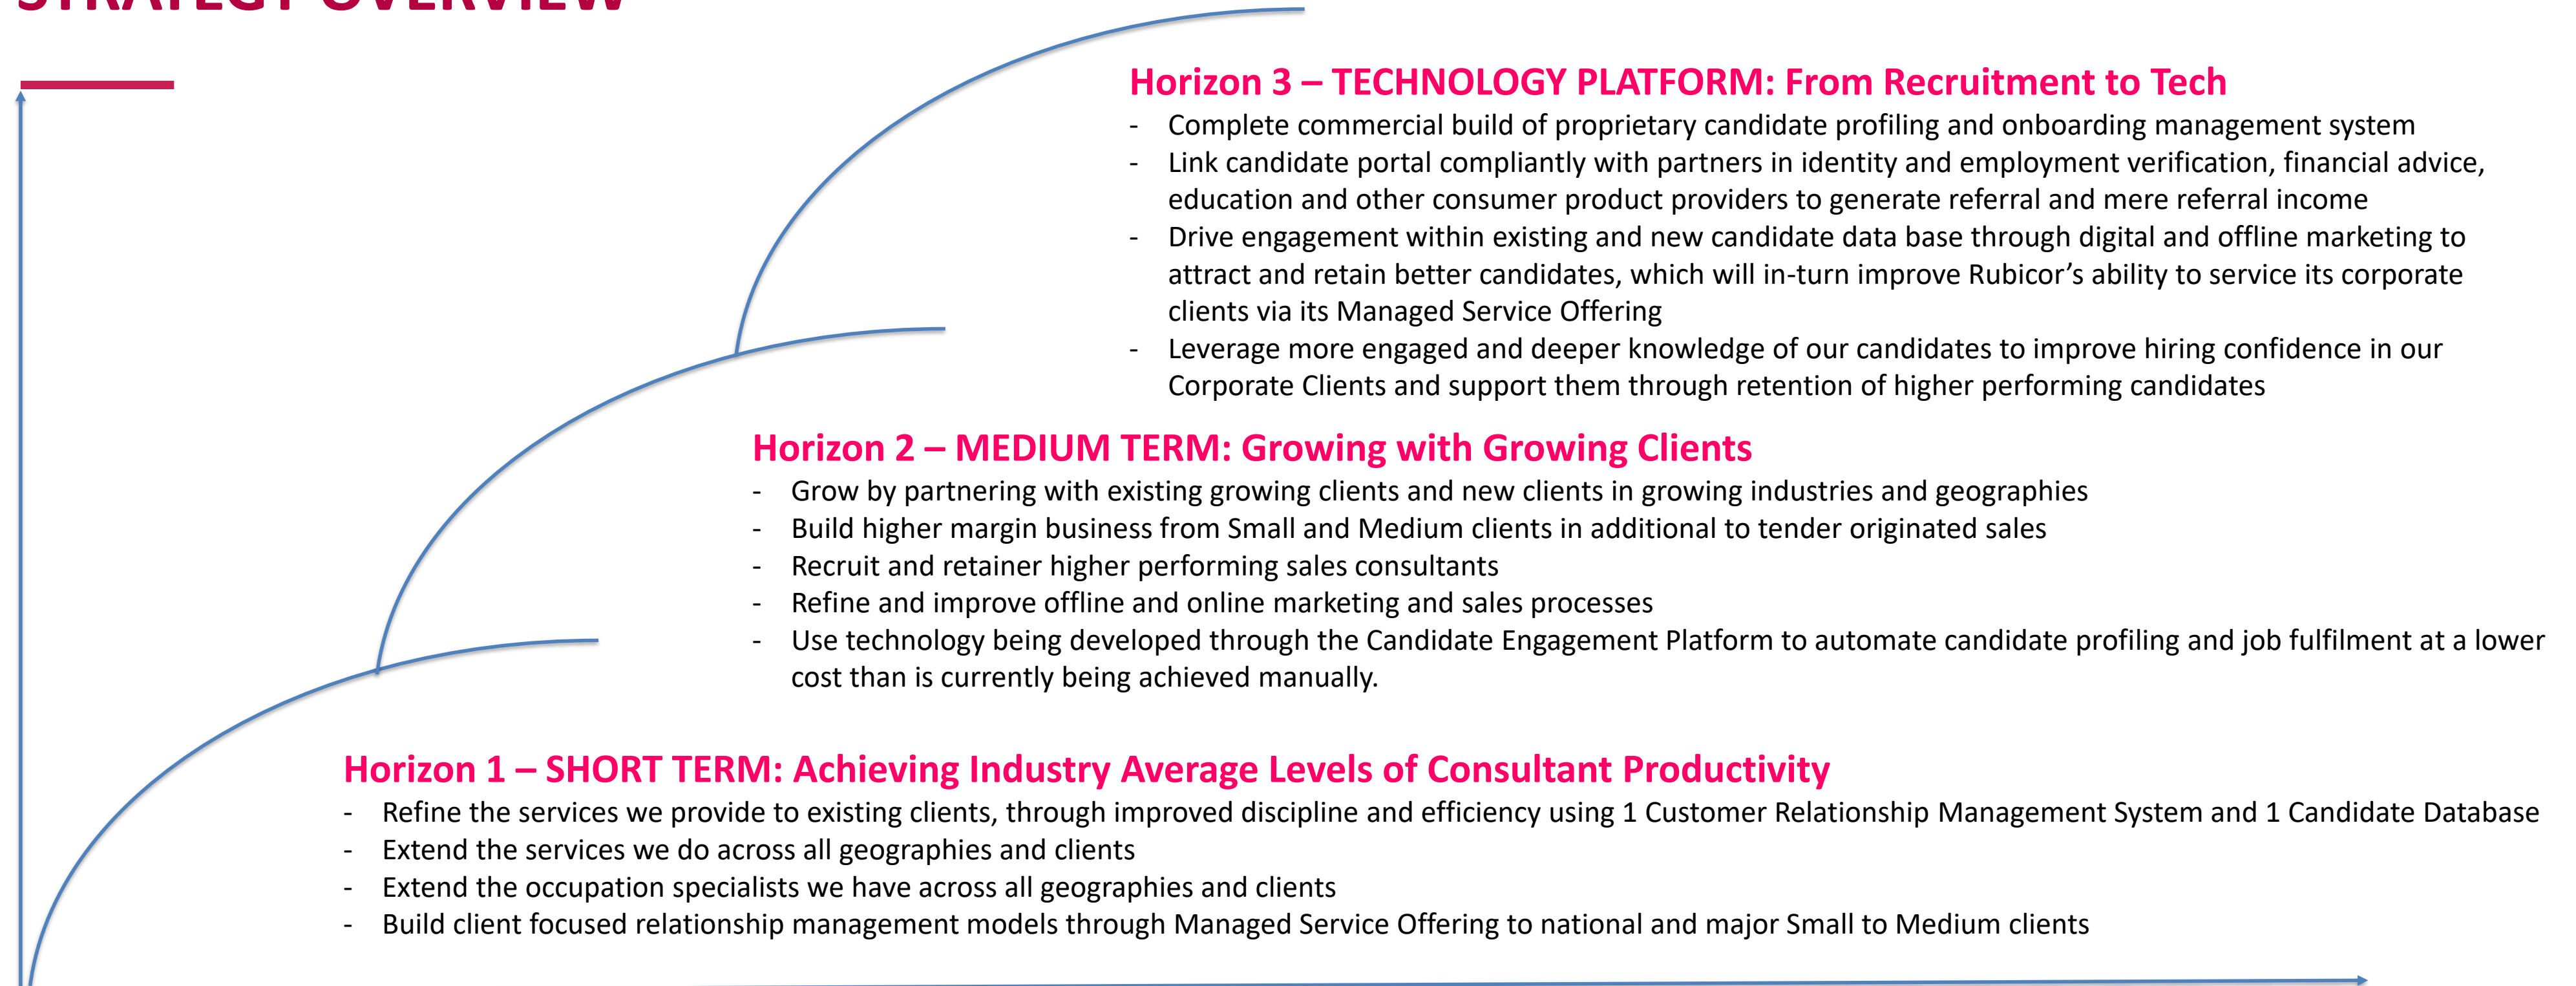 STRATEGY OVERVIEW
Horizon 3 – TECHNOLOGY PLATFORM: From Recruitment to Tech
- Complete commercial build of proprietary candidate profiling and onboarding management system
- Link candidate portal compliantly with partners in identity and employment verification, financial advice,
education and other consumer product providers to generate referral and mere referral income
- Drive engagement within existing and new candidate data base through digital and offline marketing to
attract and retain better candidates, which will in-turn improve Rubicor’s ability to service its corporate
clients via its Managed Service Offering
- Leverage more engaged and deeper knowledge of our candidates to improve hiring confidence in our
Corporate Clients and support them through retention of higher performing candidates
Horizon 2 – MEDIUM TERM: Growing with Growing Clients
- Grow by partnering with existing growing clients and new clients in growing industries and geographies
- Build higher margin business from Small and Medium clients in additional to tender originated sales
- Recruit and retainer higher performing sales consultants
- Refine and improve offline and online marketing and sales processes
- Use technology being developed through the Candidate Engagement Platform to automate candidate profiling and job fulfilment at a lower
cost than is currently being achieved manually.
Horizon 1 – SHORT TERM: Achieving Industry Average Levels of Consultant Productivity
- Refine the services we provide to existing clients, through improved discipline and efficiency using 1 Customer Relationship Management System and 1 Candidate Database
- Extend the services we do across all geographies and clients
- Extend the occupation specialists we have across all geographies and clients
- Build client focused relationship management models through Managed Service Offering to national and major Small to Medium clients